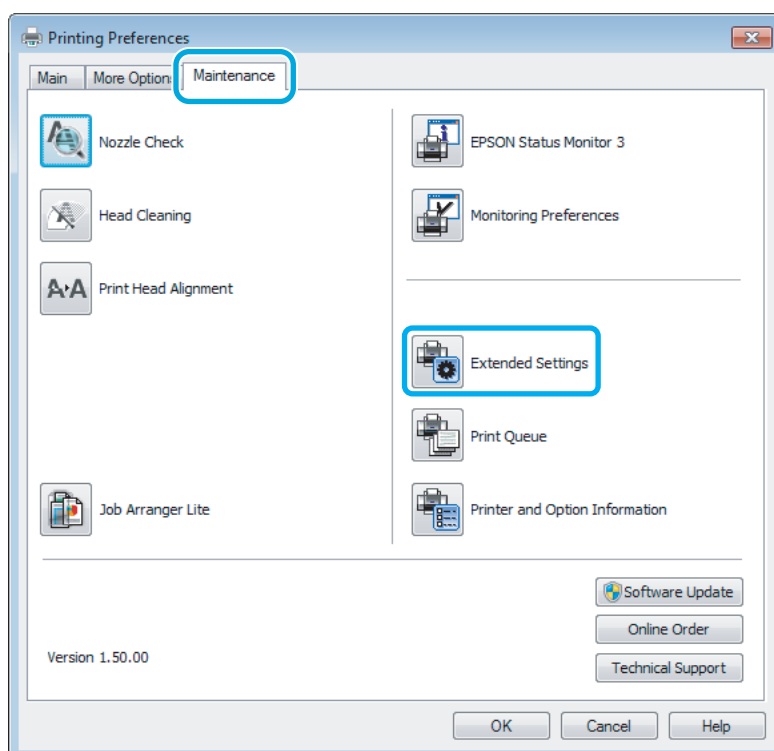 Printing Preferences
Main
More Option
Maintenance
Nozzle Check
Head Cleaning
A A
Print Head Alignment
Job Arranger Lite
EPSON Status Monitor 3
Monitoring Preferences
Extended Settings
Print Queue
Printer and Option Information
Software Update
Online Order
Version 1.50.00
Technical Support
OK
Cancel
Help